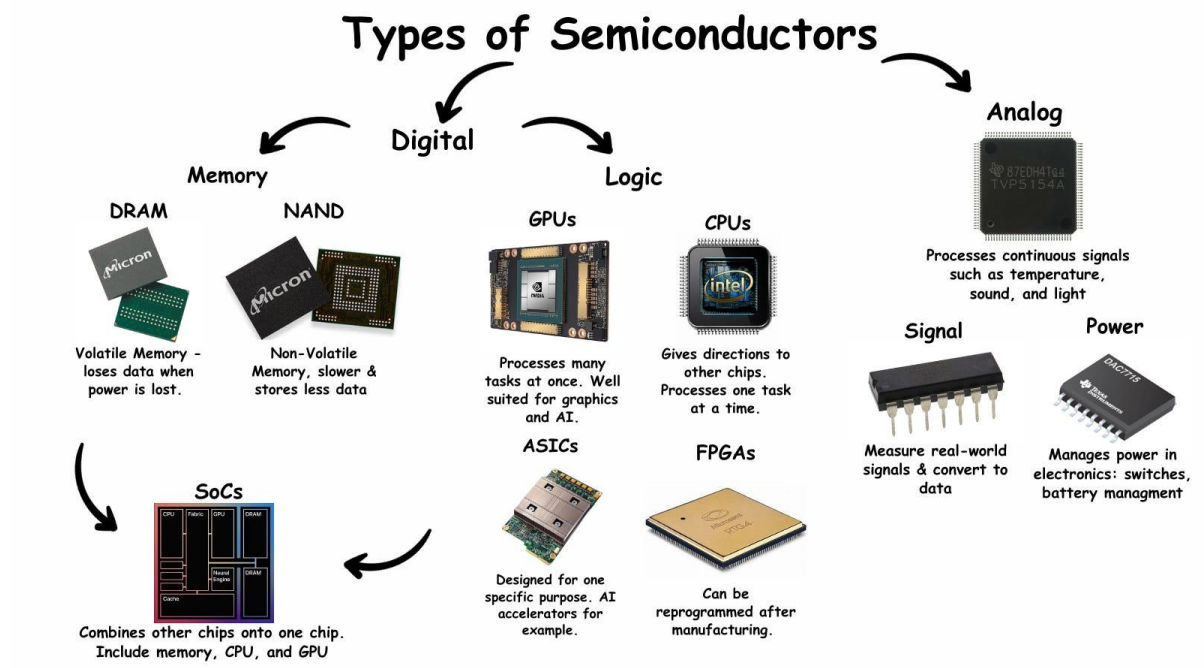 Types of Semiconductors
Digital
Analog
Memory
Logic
DRAM
NAND
GPUs
CPUs
Micron
Micron
NVIDIA
intel
87EDH4TG4
TVP5154A
Volatile Memory -
loses data when
power is lost.
Non-Volatile
Memory, slower &
stores less data
Processes many
tasks at once. Well
suited for graphics
and AI.
Gives directions to
other chips.
Processes one task
at a time.
Processes continuous signals
such as temperature,
sound, and light
Signal
Power
DAC7715
TEXAS
INSTRUMENTS
Measure real-world
signals & convert to
data
Manages power in
electronics: switches,
battery managment
SoCs
CPU
Fabric
GPU
DRAM
Neural
Engine
DRAM
Cache
Combines other chips onto one chip.
Include memory, CPU, and GPU
ASICs
FPGAs
RTG4
Designed for one
specific purpose. AI
accelerators for
example.
Can be
reprogrammed after
manufacturing.